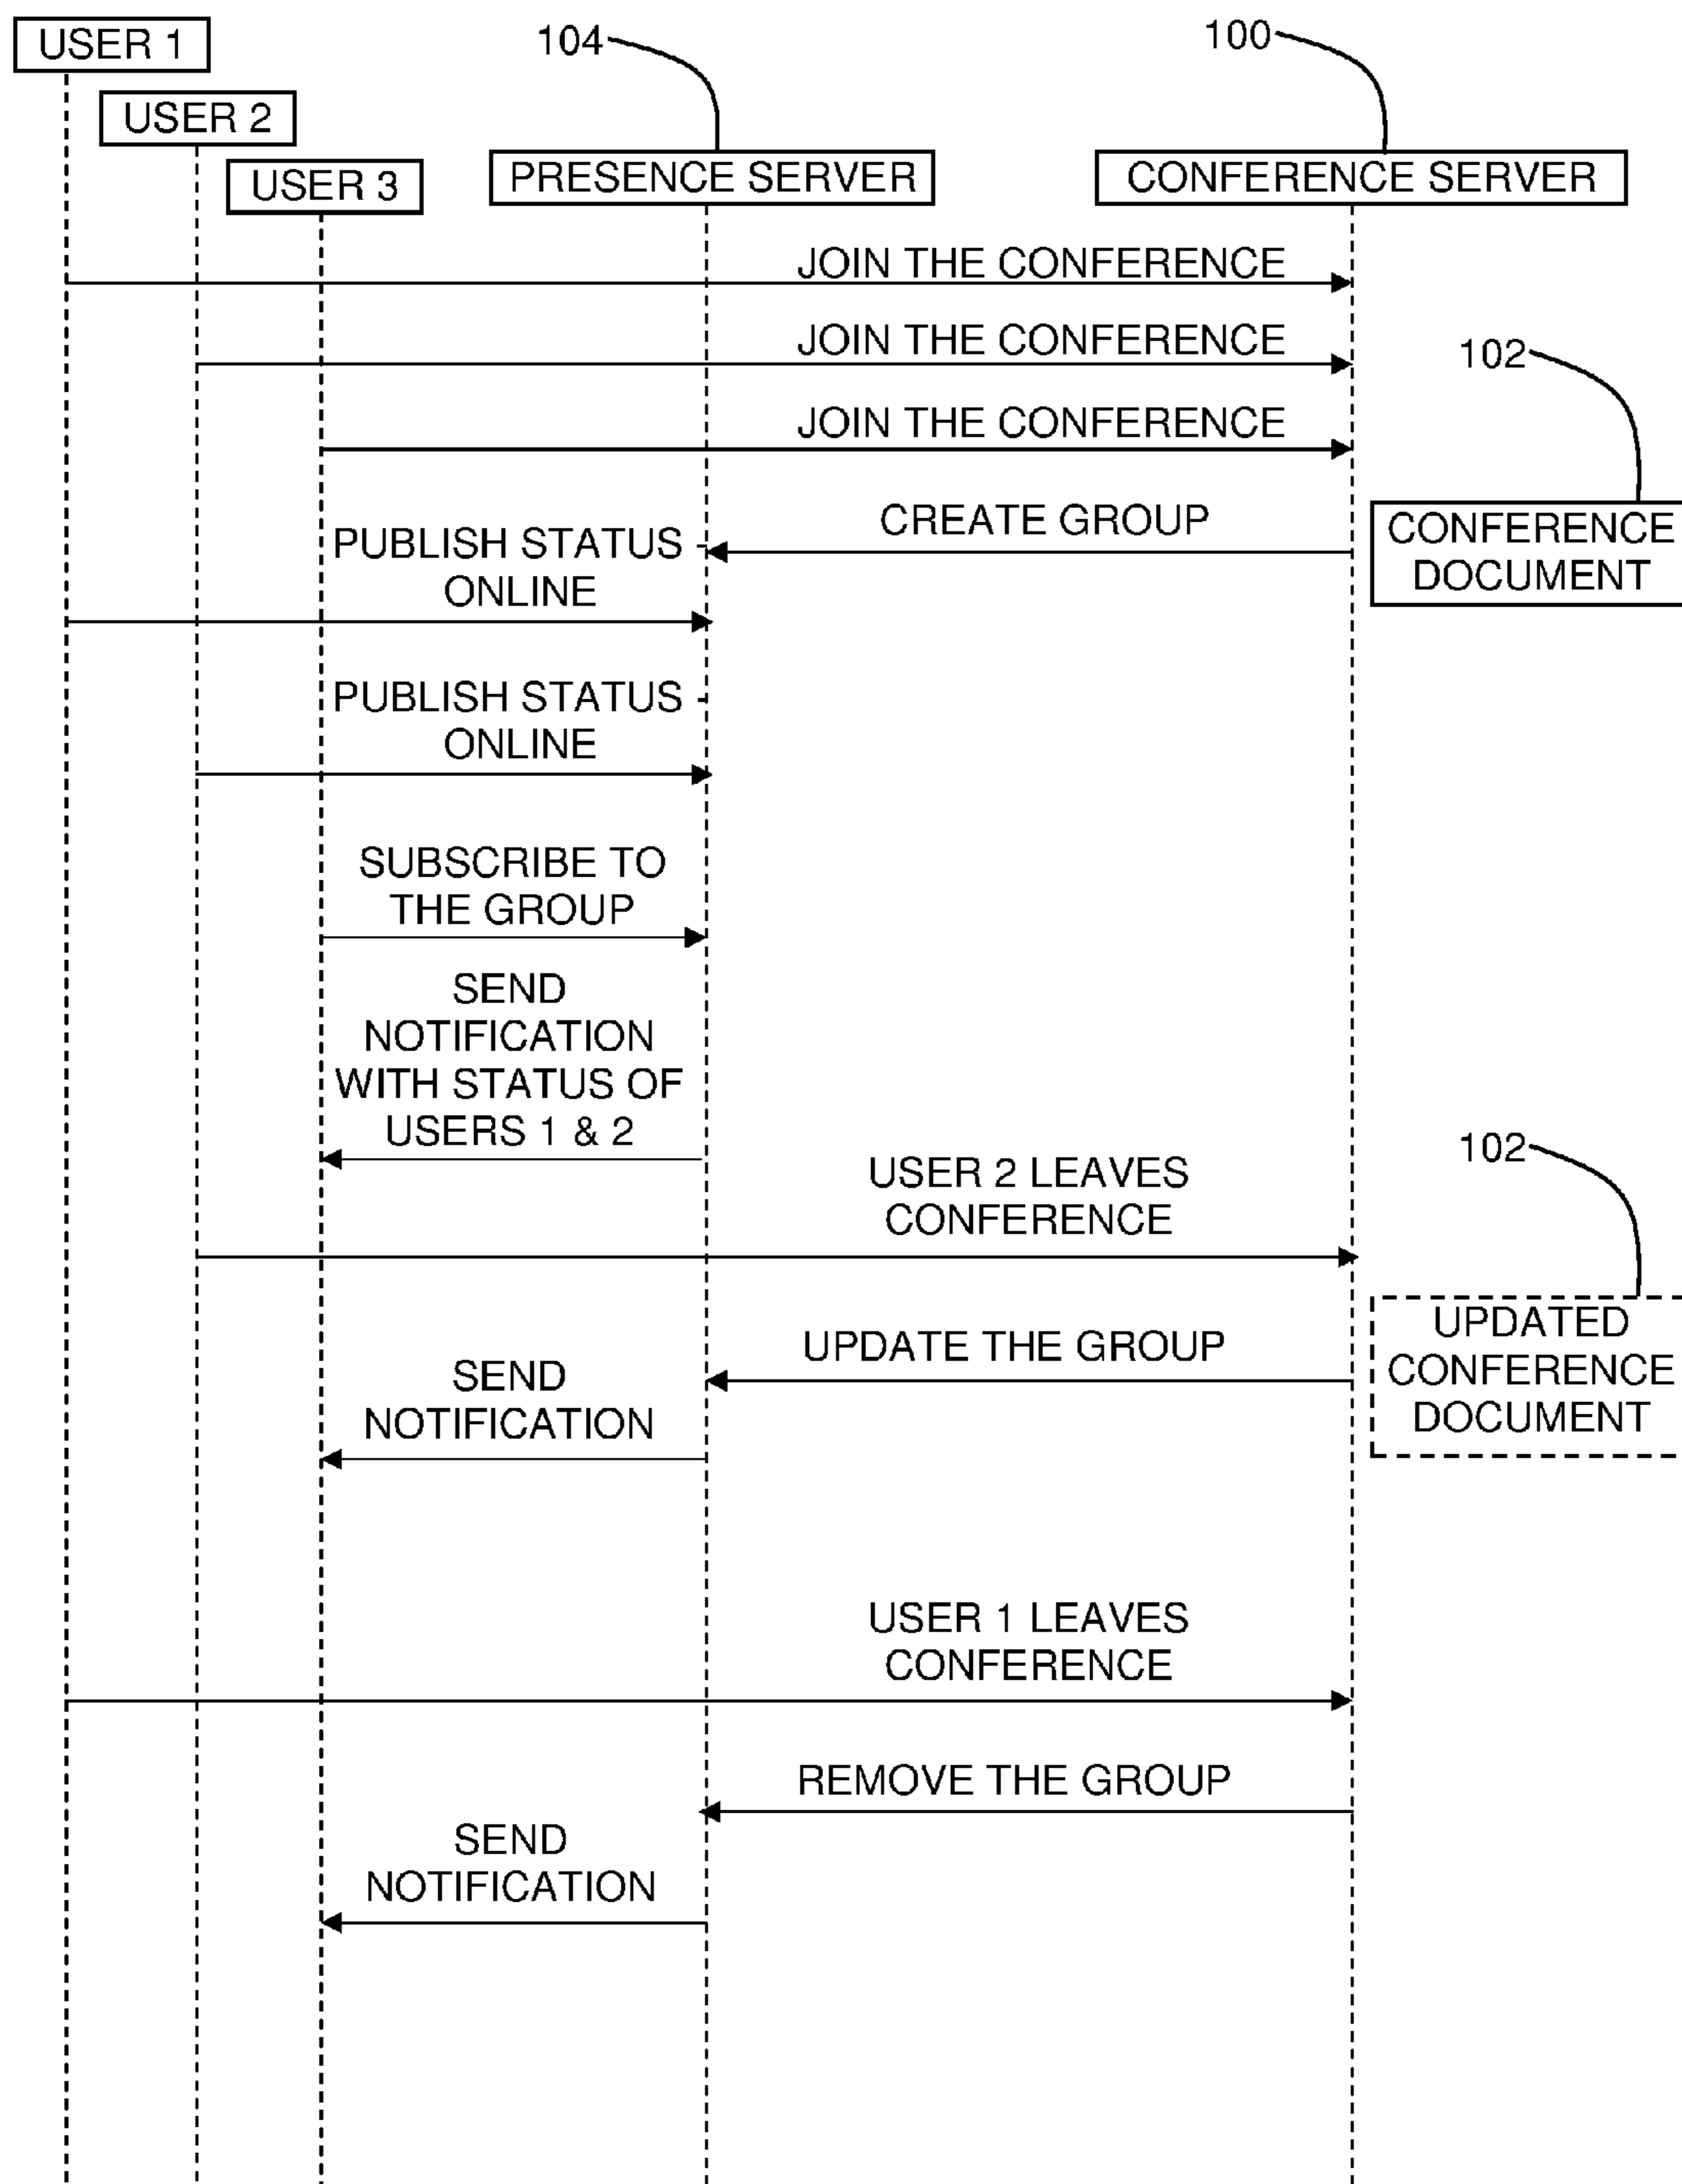 USER 1
104
100
USER 2
USER 3
PRESENCE SERVER
CONFERENCE SERVER
JOIN THE CONFERENCE
JOIN THE CONFERENCE
102
JOIN THE CONFERENCE
CREATE GROUP
CONFERENCE
DOCUMENT
PUBLISH STATUS
ONLINE
PUBLISH STATUS
ONLINE
SUBSCRIBE TO
THE GROUP
SEND
NOTIFICATION
WITH STATUS OF
USERS 1 & 2
102
USER 2 LEAVES
CONFERENCE
UPDATED
CONFERENCE
DOCUMENT
UPDATE THE GROUP
SEND
NOTIFICATION
USER 1 LEAVES
CONFERENCE
REMOVE THE GROUP
SEND
NOTIFICATION